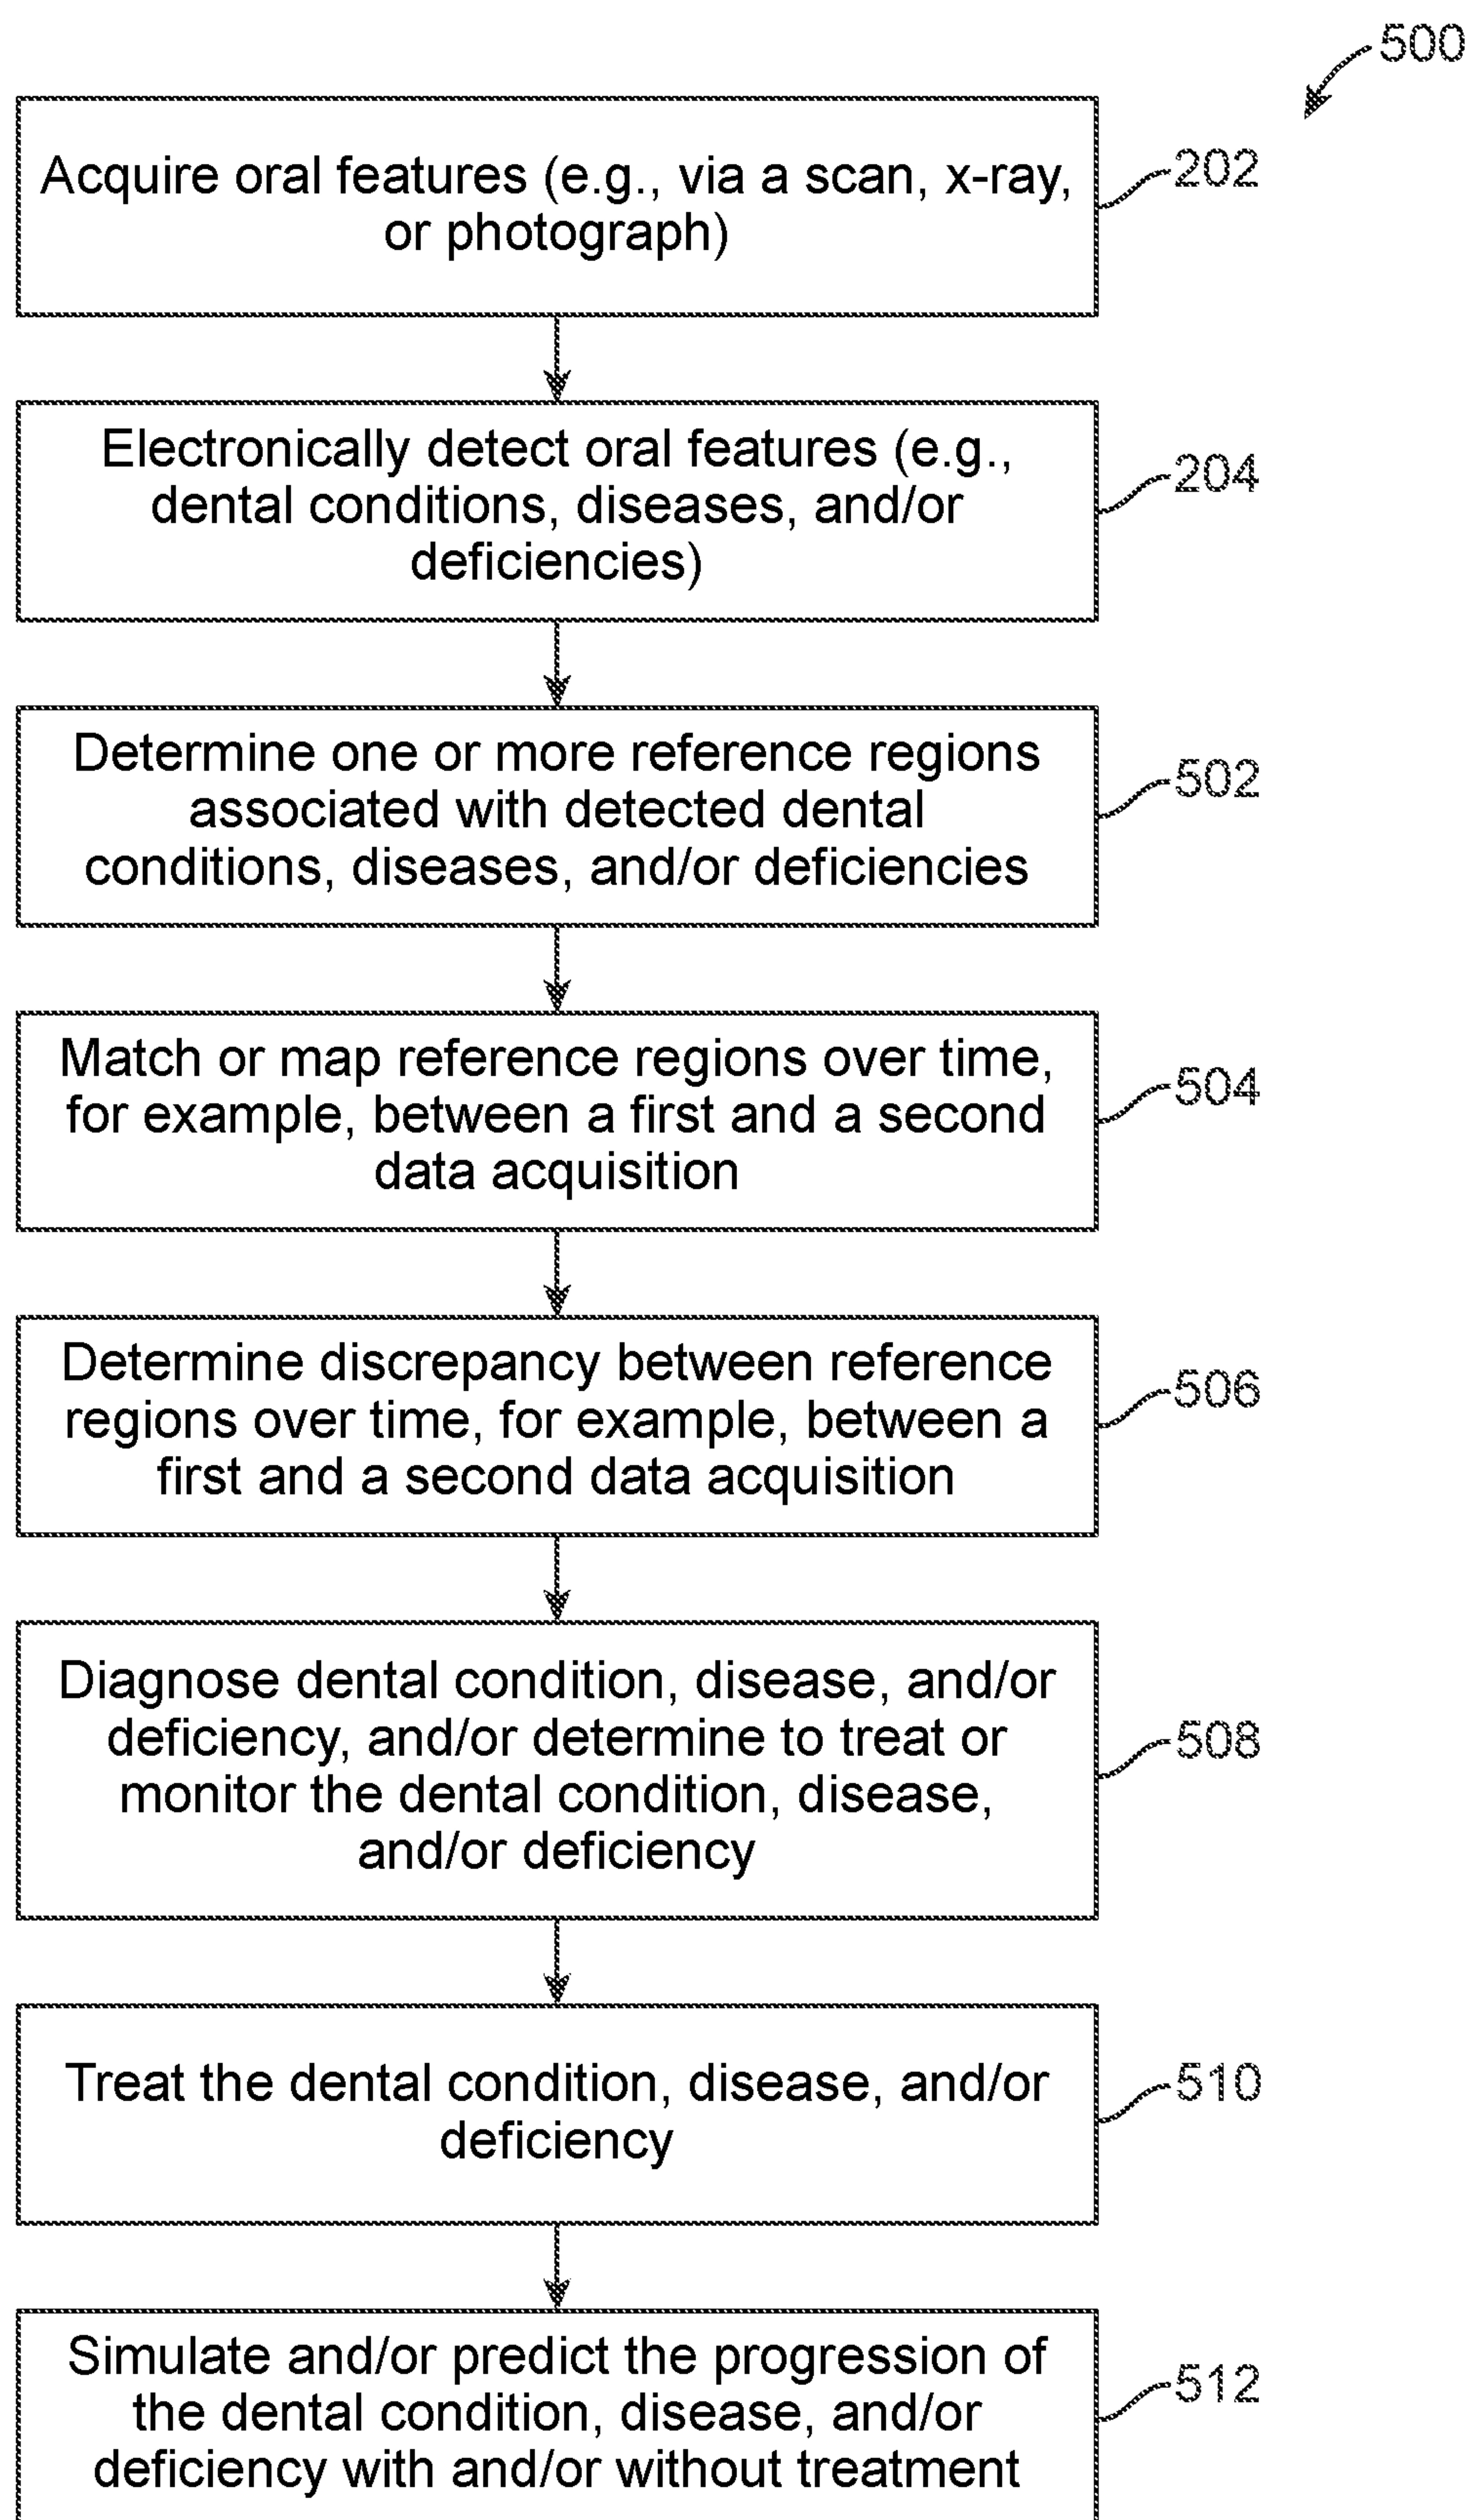 500
Acquire oral features (e.g., via a scan, x-ray,
or photograph)
202
Electronically detect oral features (e.g.,
dental conditions, diseases, and/or
deficiencies)
204
Determine one or more reference regions
associated with detected dental
conditions, diseases, and/or deficiencies
502
Match or map reference regions over time,
for example, between a first and a second
data acquisition
504
Determine discrepancy between reference
regions over time, for example, between a
first and a second data acquisition
506
Diagnose dental condition, disease, and/or
deficiency, and/or determine to treat or
monitor the dental condition, disease,
and/or deficiency
508
Treat the dental condition, disease, and/or
deficiency
510
Simulate and/or predict the progression of
the dental condition, disease, and/or
deficiency with and/or without treatment
512